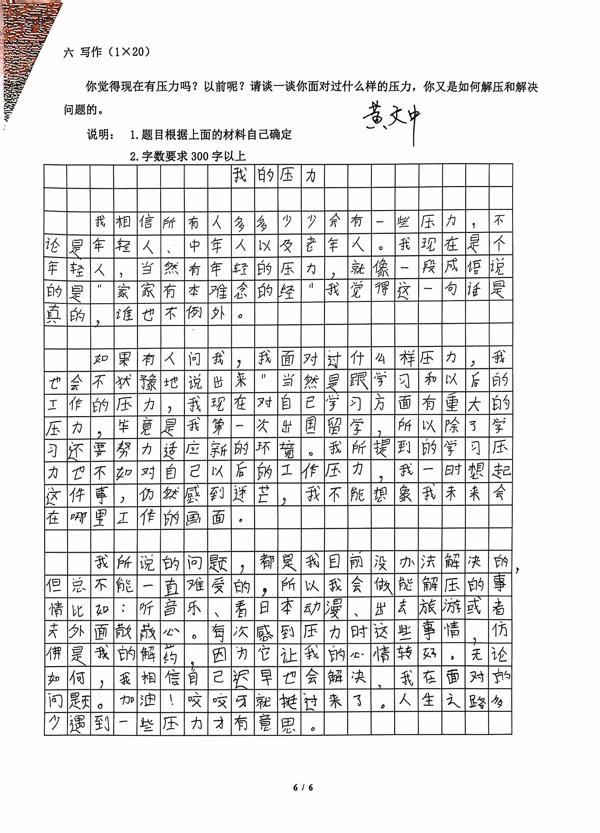 六 写作（1×20）
你觉得现在有压力吗？以前呢？请谈一谈你面对过什么样的压力，你又是如何解压和解决
问题的。
黄文中
说明： 1.题目根据上面的材料自己确定
2.字数要求 300 字以上
我的压力
我相信所有人多多少少会有一些压力，不
论是年轻人、中年人以及老年人。我现在是个
年轻人，当然有年轻的压力，就像一段成语说
的是"家家有本难念的经"我觉得这一句话是
真的，谁也不例外。
如果有人问我，我面对过什么样压力，我
也会不犹豫地说出来"当然是跟学习和以后的
工作的压力，我现在对自己学习方面有重大的
压力，毕竟是我第一次出国留学，所以除了学
习还要努力适应新的环境。我所提到的学习压
力也不如对自己以后的工作压力，我一时想起
这件事，仍然感到迷芒，我不能想象我未来会
在哪里工作的国面。
我所说的问题，都是我目前没办法解决的，
但总不能一直难受的，所以我会做能解压的事
情比如：听音乐、看日本动漫、出去旅游或者
去外面散散心。每次感到压力时这些事情，仿
佛是我的解药，因为它让我的心情转好。无论
如何，我相信自己迟早也会解决，我在面对的
问题。加油！咬咬牙就挺过来了。人生之路多
少遇到一些压力才有意思。
6 / 6